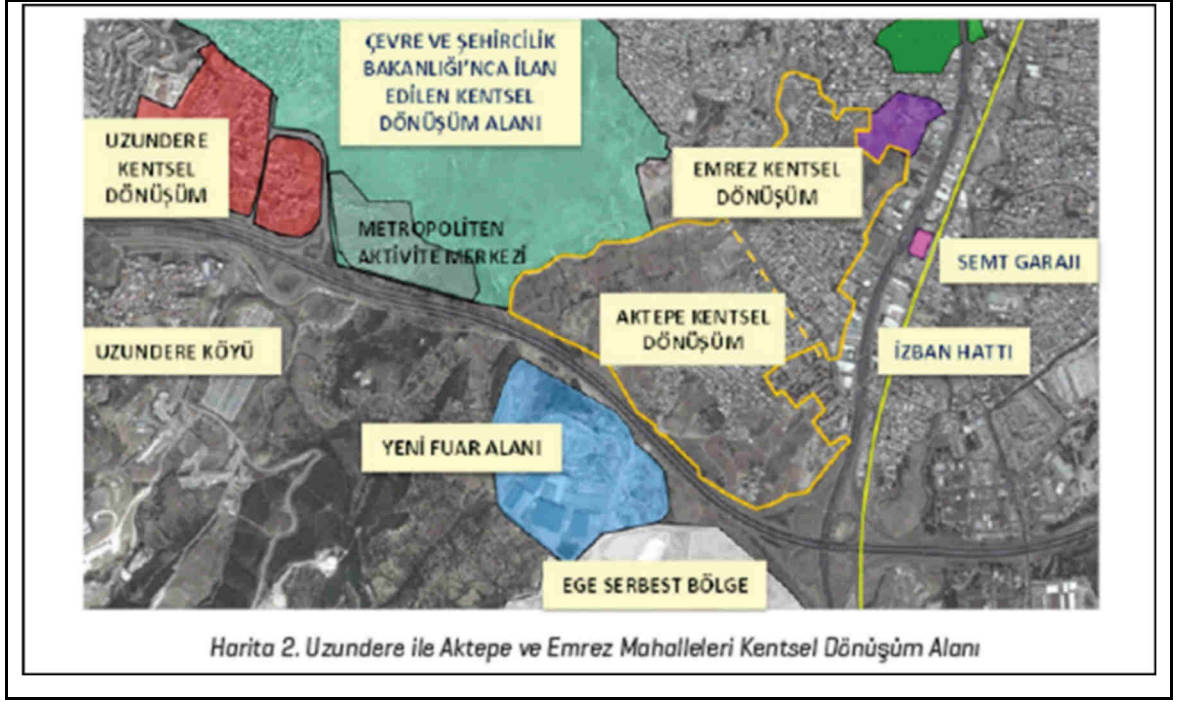 ÇEVRE VE ŞEHİRCİLİK
BAKANLIĞI'NCA İLAN
EDİLEN KENTSEL
DÖNÜŞÜM ALANI
UZUNDERE
KENTSEL
DÖNÜŞÜM
EMREZ KENTSEL
DÖNÜŞÜM
METROPOLİTEN
AKTİVİTE MERKEZİ
SEMT GARAJI
AKTEPE KENTSEL
DÖNÜŞÜM
UZUNDERE KÖYÜ
İZBAN HATTI
YENİ FUAR ALANI
EGE SERBEST BÖLGE
Harita 2. Uzundere ile Aktepe ve Emrez Mahalleleri Kentsel Dönüşüm Alanı